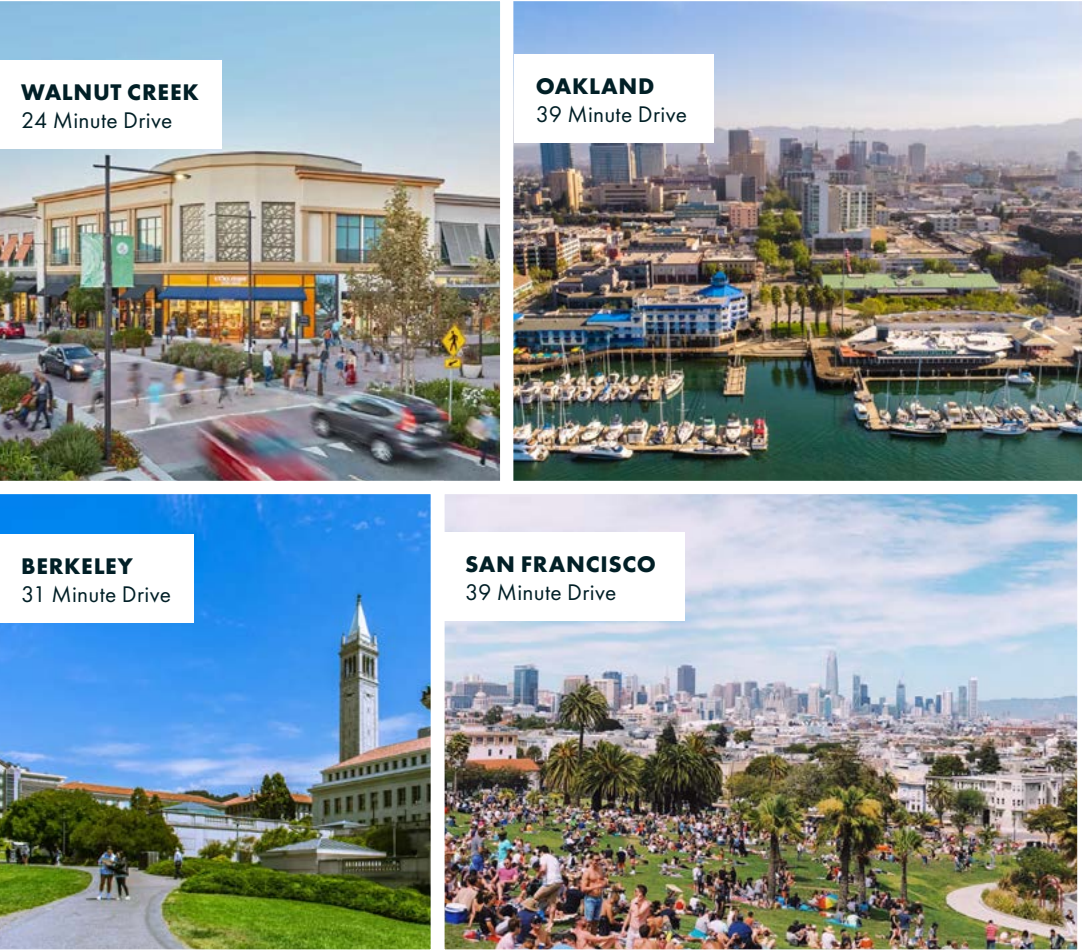 WALNUT CREEK
24 Minute Drive
OAKLAND
39 Minute Drive
BERKELEY
31 Minute Drive
SAN FRANCISCO
39 Minute Drive